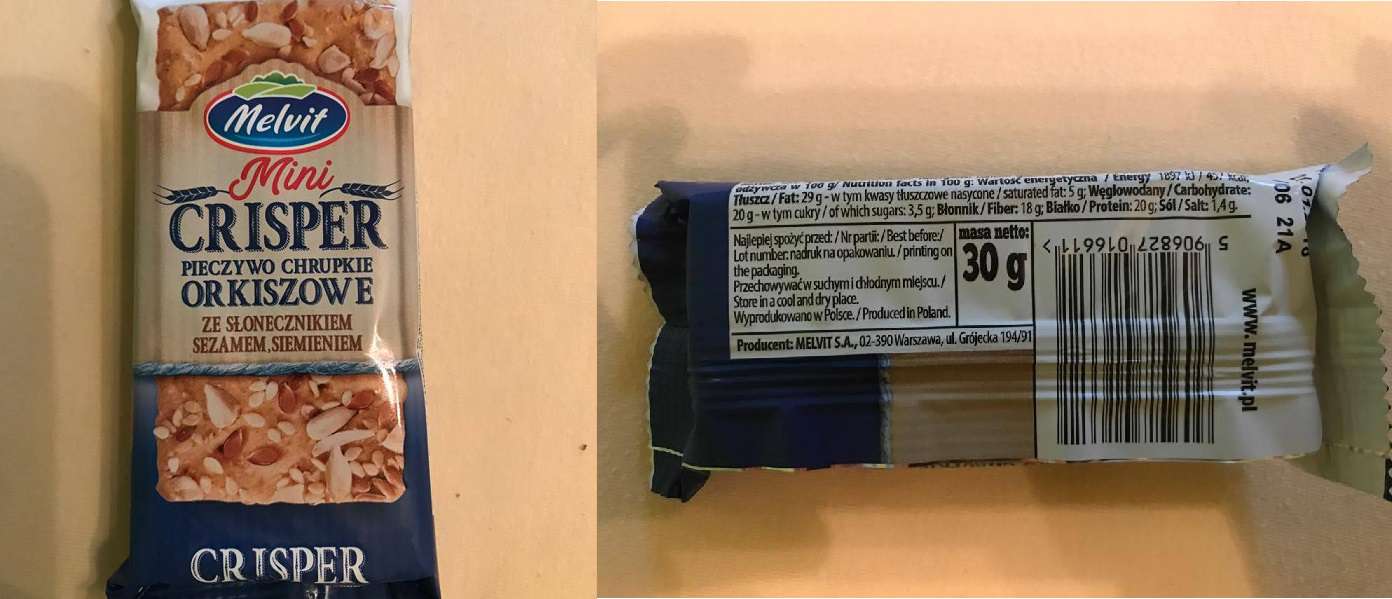 Melvit
Mini
CRISPER
PIECZYWO CHRUPKIE
ORKISZOWE
ZE SŁONECZNIKIEM
SEZAMEM, SIEMIENIEM
CRISPER
odżywcza w 100 g/ Nutrition facts in 100 g: Wartość energetyczna / Energy 1897 kJ / 457 kcal,
Tłuszcz / Fat: 29 g - w tym kwasy tłuszczowe nasycone / saturated fat: 5 g; Węglowodany / Carbohydrate:
20 g - w tym cukry / of which sugars: 3,5 g; Błonnik / Fiber: 18 g; Białko / Protein: 20 g; Sól / Salt: 1,4 g.
Najlepiej spożyć przed: / Nr partii: / Best before:/
Lot number: nadruk na opakowaniu. / printing on
the packaging.
Przechowywać w suchym i chłodnym miejscu. /
Store in a cool and dry place.
Wyprodukowano w Polsce. / Produced in Poland.
masa netto:
30 g
Producent: MELVIT S.A., 02-390 Warszawa, ul. Grójecka 194/91
5 906827 016611 >
www.melvit.pl
06 21A